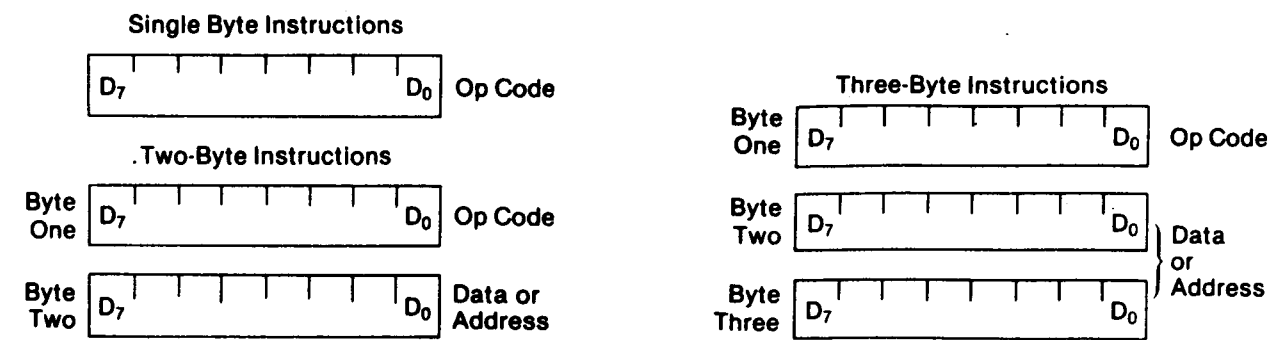 Single Byte Instructions
D₇ D₀ Op Code
.Two-Byte Instructions
Byte One D₇ D₀ Op Code
Byte Two D₇ D₀ Data or Address
Three-Byte Instructions
Byte One D₇ D₀ Op Code
Byte Two D₇ D₀
Data or Address
Byte Three D₇ D₀